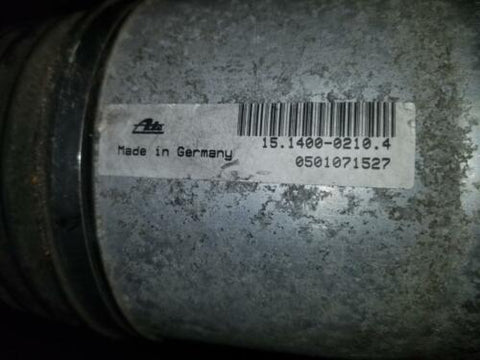 Ate
15.1400-0210.4
Made in Germany
0501071527